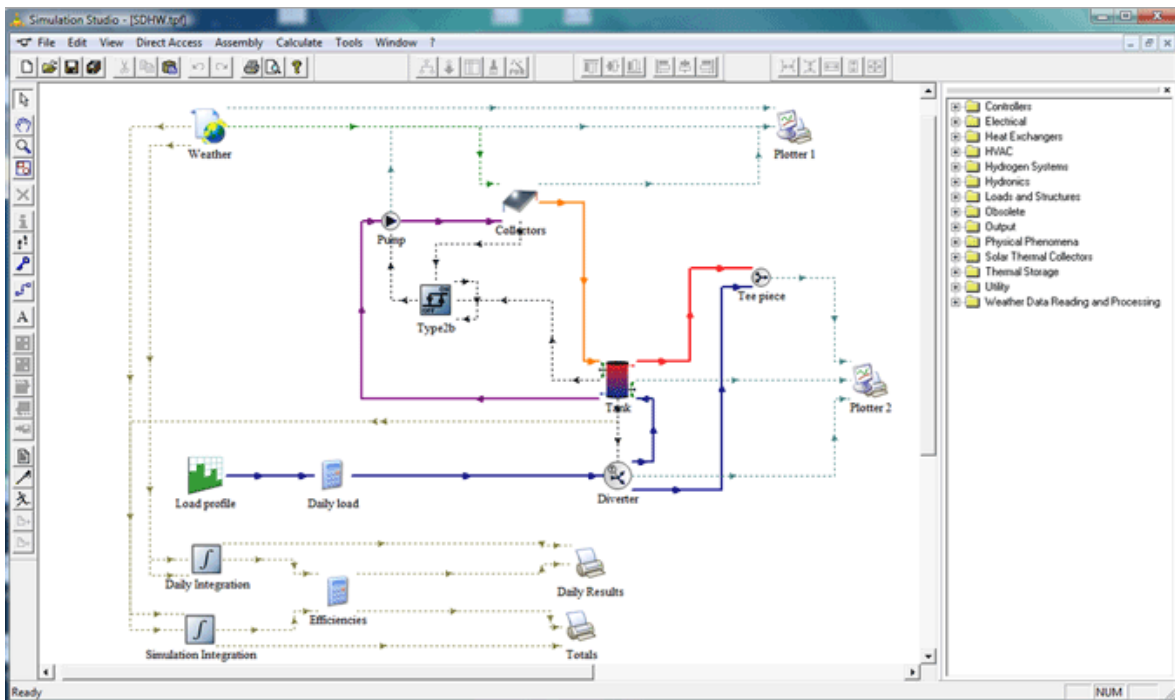 Simulation Studio - [SDHW.tpf]
File Edit View Direct Access Assembly Calculate Tools Window ?
Weather
Plotter 1
Collectors
Pump
Type2b
ON
OFF
Tee piece
Tank
Plotter 2
Load profile
Daily load
Diverter
Daily Integration
Efficiencies
Daily Results
Simulation Integration
Totals
Controllers
Electrical
Heat Exchangers
HVAC
Hydrogen Systems
Hydronics
Loads and Structures
Obsolete
Output
Physical Phenomena
Solar Thermal Collectors
Thermal Storage
Utility
Weather Data Reading and Processing
A
Ready
NUM